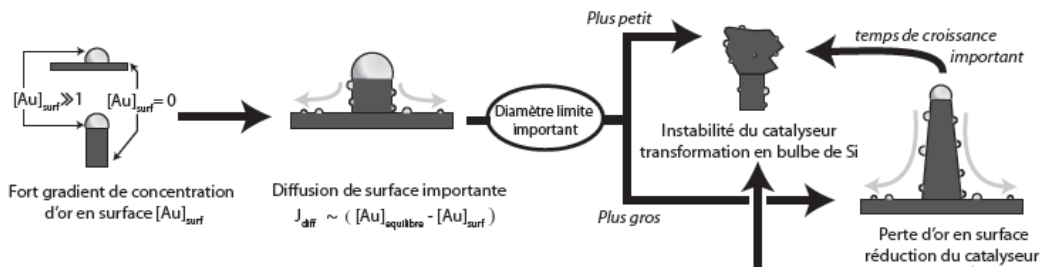 [Au]surf ≫ 1
[Au]surf = 0
Fort gradient de concentration
d'or en surface [Au]surf
Diffusion de surface importante
Jdiff ~ ( [Au]equilibre - [Au]surf )
Diamètre limite
important
Plus petit
Plus gros
Instabilité du catalyseur
transformation en bulbe de Si
temps de croissance
important
Perte d'or en surface
réduction du catalyseur